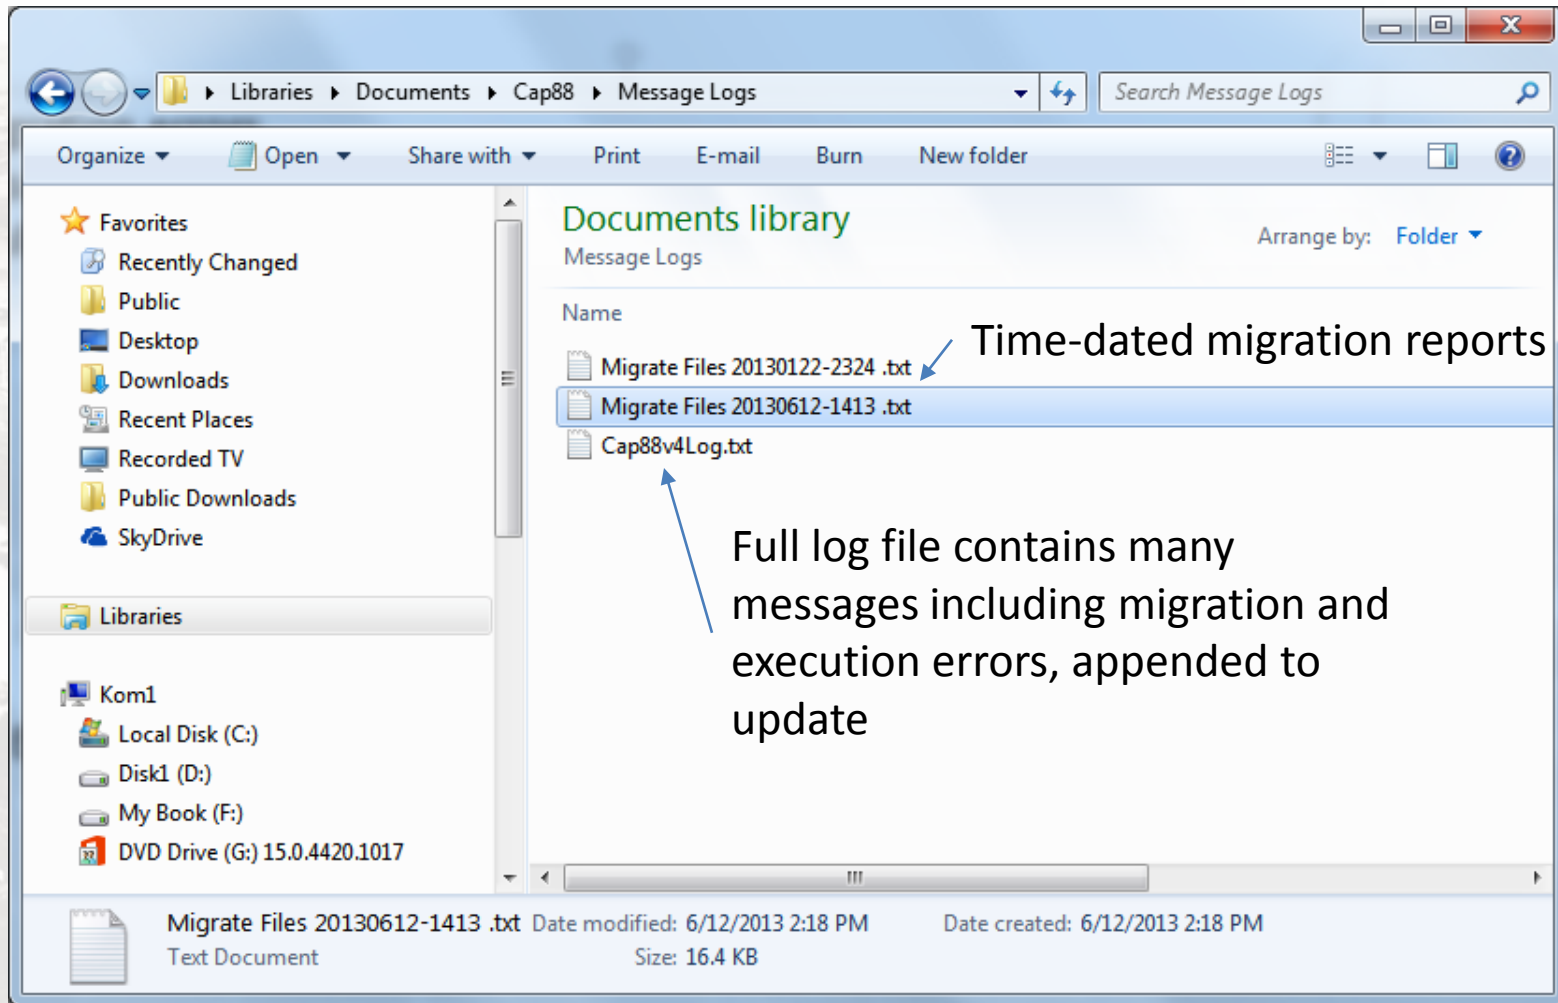 Libraries ▸ Documents ▸ Cap88 ▸ Message Logs
Search Message Logs
Organize Open Share with Print E-mail Burn New folder
Favorites
Recently Changed
Public
Desktop
Downloads
Recent Places
Recorded TV
Public Downloads
SkyDrive
Libraries
Kom1
Local Disk (C:)
Disk1 (D:)
My Book (F:)
DVD Drive (G:) 15.0.4420.1017
Documents library
Message Logs
Arrange by: Folder
Name
Migrate Files 20130122-2324 .txt
Migrate Files 20130612-1413 .txt
Cap88v4Log.txt
Time-dated migration reports
Full log file contains many
messages including migration and
execution errors, appended to
update
Migrate Files 20130612-1413 .txt Date modified: 6/12/2013 2:18 PM Date created: 6/12/2013 2:18 PM
Text Document Size: 16.4 KB